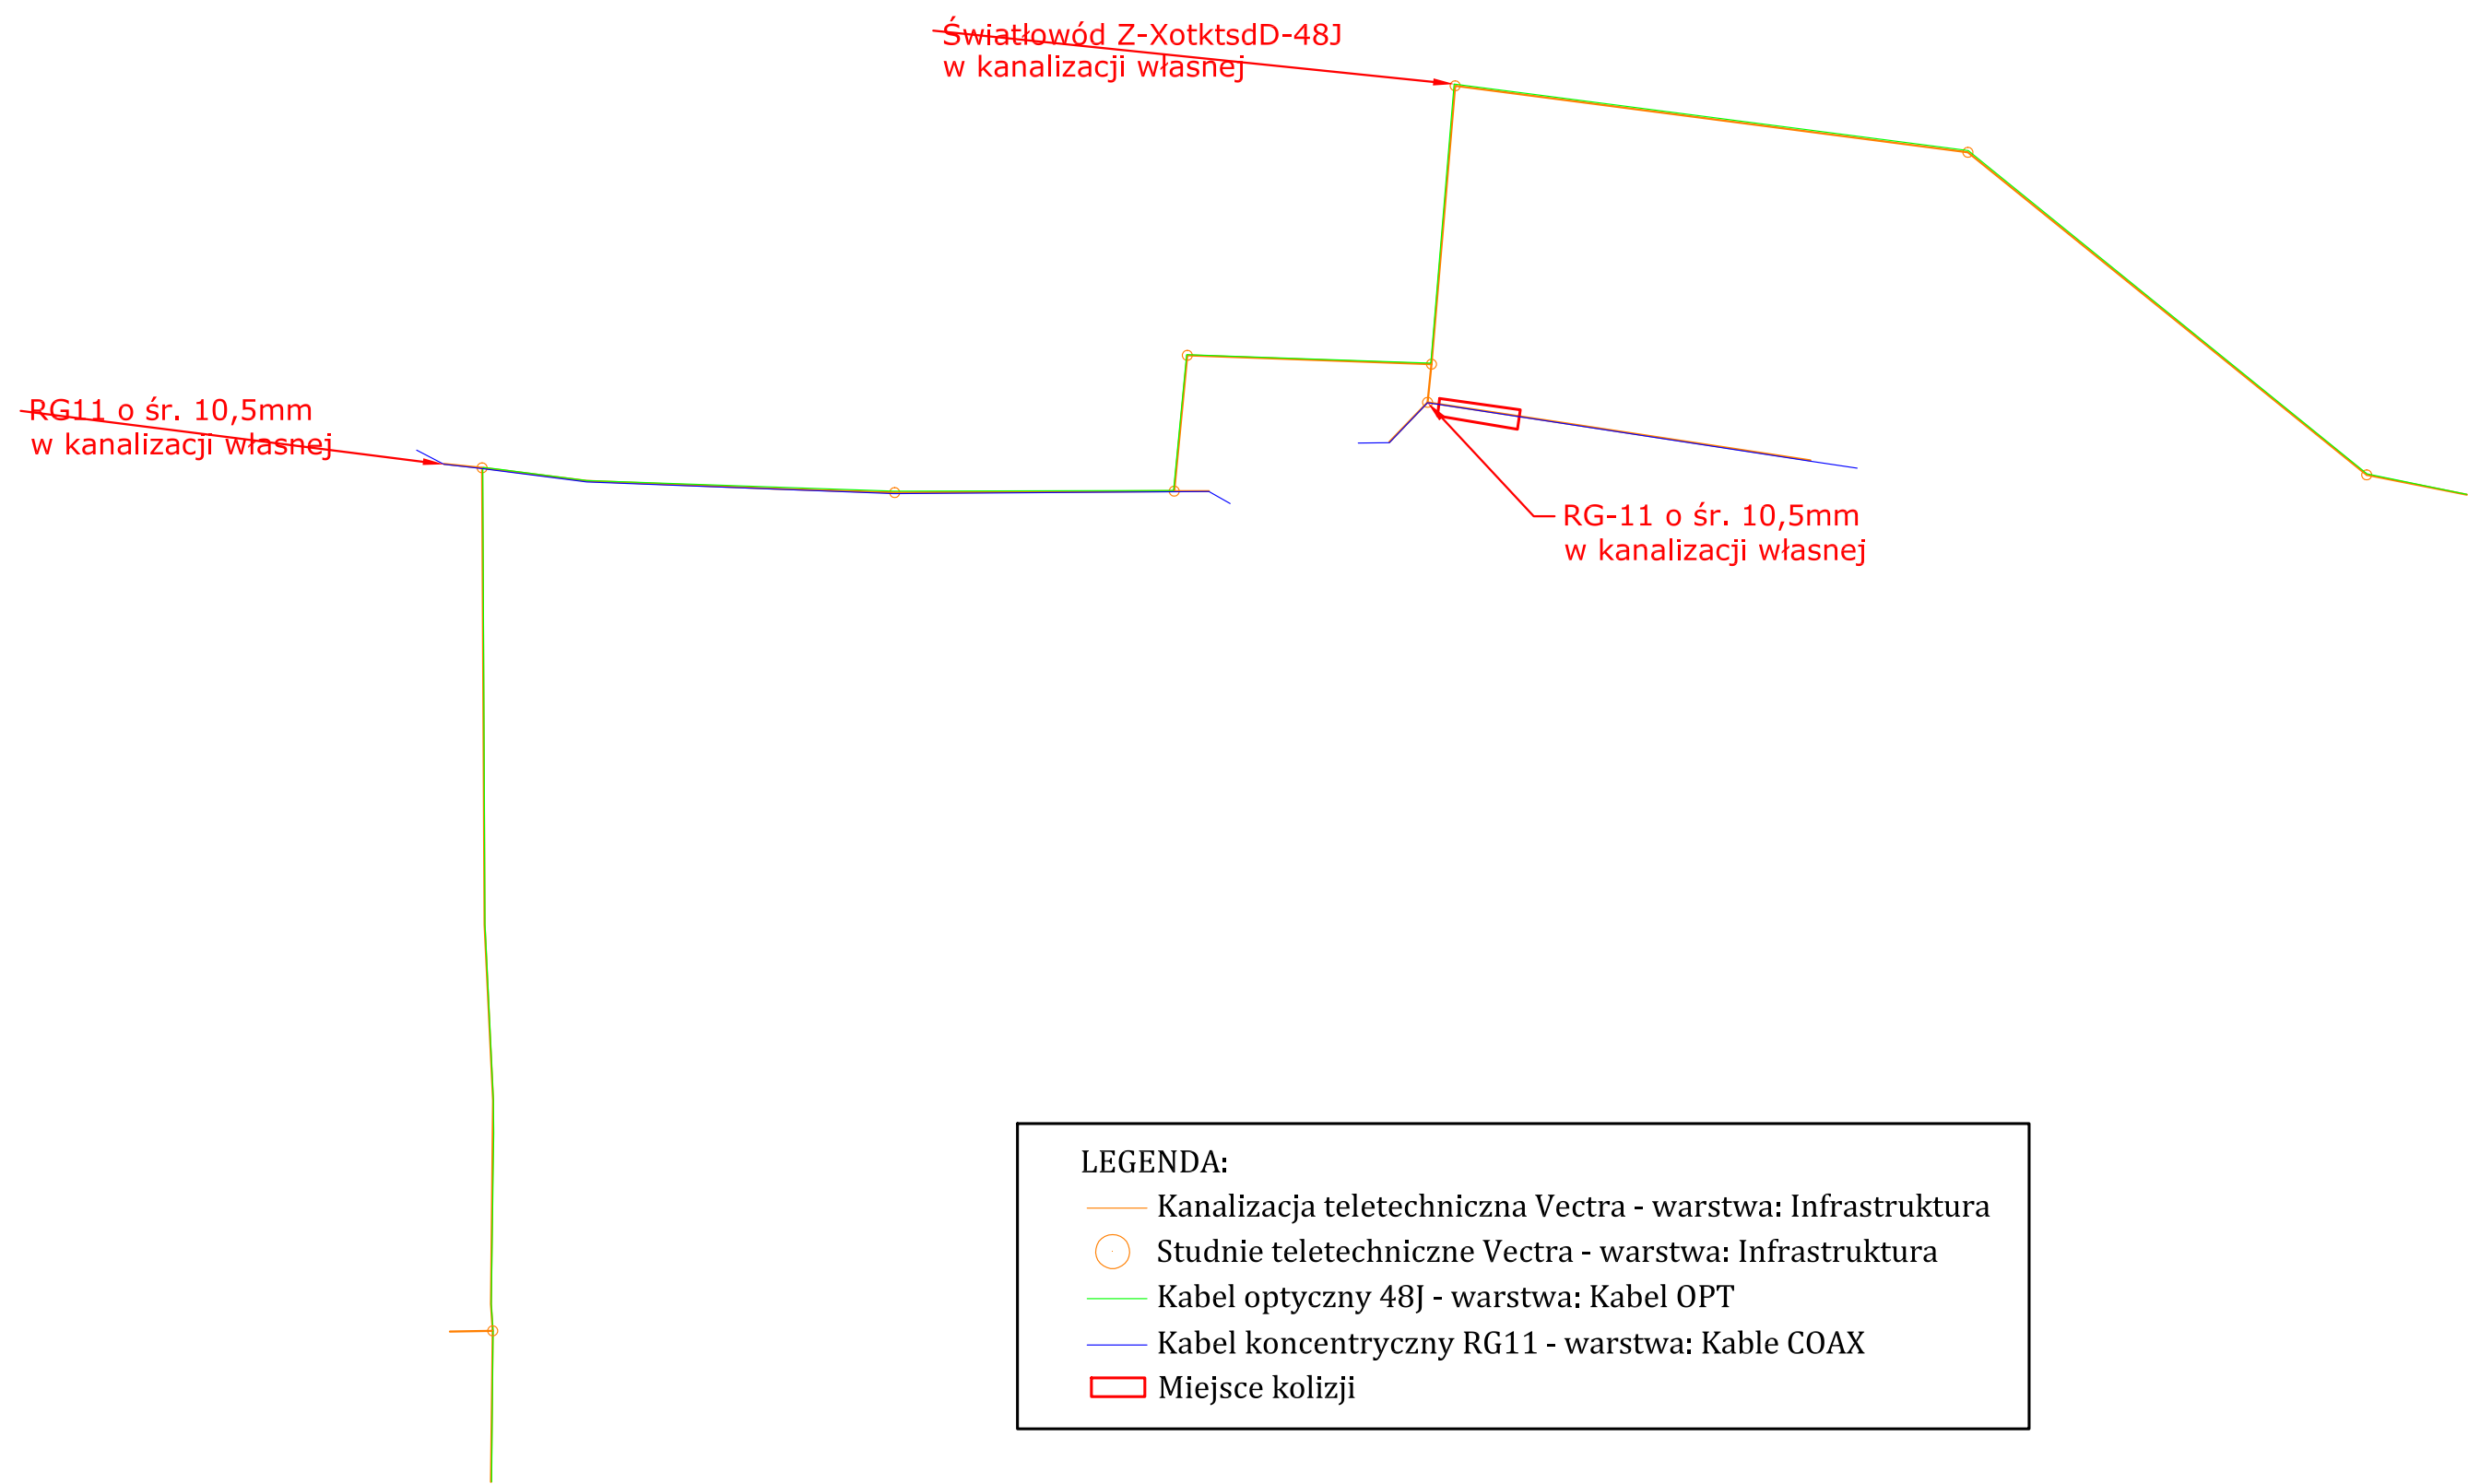 Światłowód Z-XotktsdD-48J
w kanalizacji własnej
RG11 o śr. 10,5mm
w kanalizacji własnej
RG-11 o śr. 10,5mm
w kanalizacji własnej
LEGENDA:
Kanalizacja teletechniczna Vectra - warstwa: Infrastruktura
Studnie teletechniczne Vectra - warstwa: Infrastruktura
Kabel optyczny 48J - warstwa: Kabel OPT
Kabel koncentryczny RG11 - warstwa: Kable COAX
Miejsce kolizji